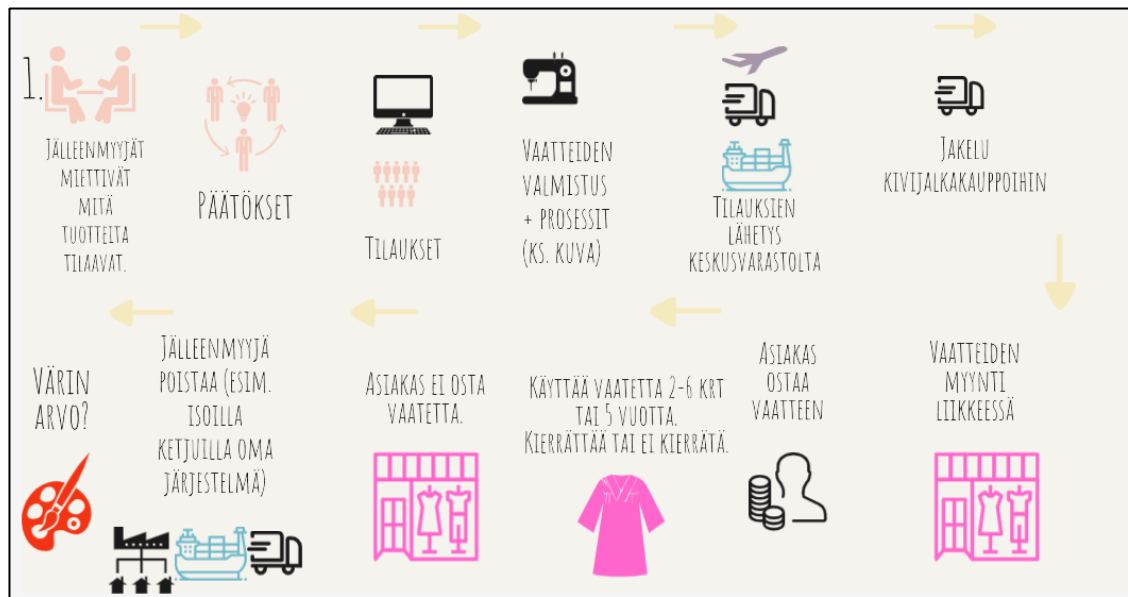 1.
JÄLLEENMYYJÄT
MIETTIVÄT
MITÄ
TUOTTEITA
TILAAVAT.
PÄÄTÖKSET
TILAUKSET
VAATTEIDEN
VALMISTUS
+ PROSESSIT
(KS. KUVA)
TILAUKSIEN
LÄHETYS
KESKUSVARASTOLTA
JAKELU
KIVIJALKAKAUPPOIHIN
VAATTEIDEN
MYYNTI
LIIKKEESSÄ
ASIAKAS
OSTAA
VAATTEEN
KÄYTTÄÄ VAATETTA 2-6 KRT
TAI 5 VUOTTA.
KIERRÄTTÄÄ TAI EI KIERRÄTÄ.
ASIAKAS EI OSTA
VAATETTA.
JÄLLEENMYYJÄ
POISTAA (ESIM.
ISOILLA
KETJUILLA OMA
JÄRJESTELMÄ)
VÄRIN
ARVO?